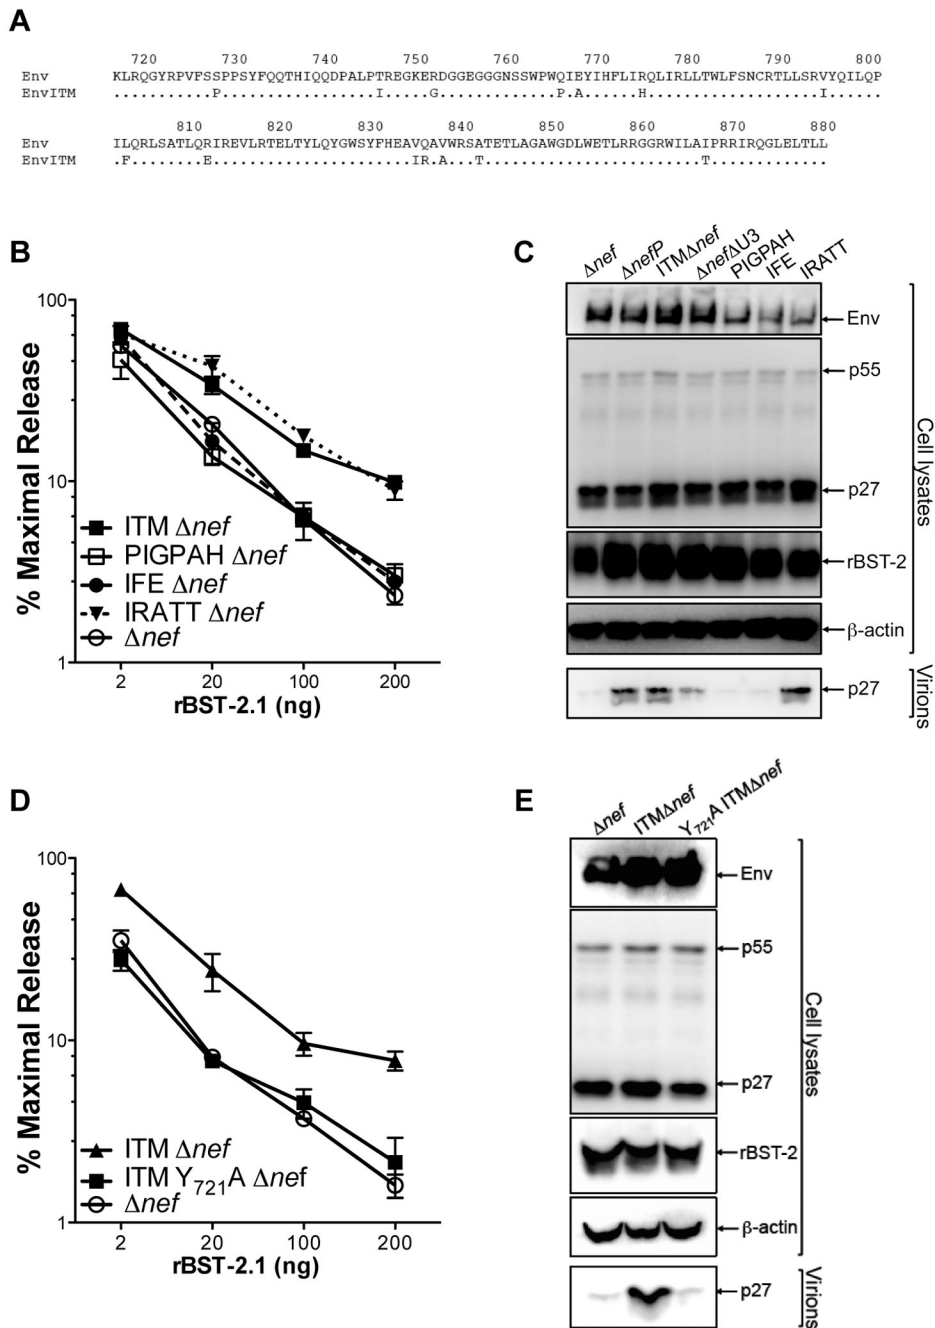 A
720 730 740 750 760 770 780 790 800
Env KLRQGYRPVFSSPPSYFQQTHIQQDPALPTREGKERDGGEGGGNSSWPWQIEYIHFLIRQLIRLLTWLFSNCRTLLSRVYQILQP
EnvITM ...........P.................I.....C.............P.A......R...................S......
810 820 830 840 850 860 870 880
Env ILQRLSATLQRIREVLRTELTYLQYGWSYFHEAVQAVWRSATETLAGAWGDLWETLRRGGRWILAIPRRIRQGLELTLL
EnvITM .F........E......................IR.A...T........................T.............
B
100
10
1
% Maximal Release
ITM Δnef
PIGPAH Δnef
IFE Δnef
IRATT Δnef
Δnef
2 20 100 200
rBST-2.1 (ng)
C
Δnef ΔnefP ITMΔnef ΔnefΔU3 PIGPAH IFE IRATT
Env
p55
p27
rBST-2
β-actin
p27
Cell lysates
Virions
D
100
10
1
% Maximal Release
ITM Δnef
ITM Y721A Δnef
Δnef
2 20 100 200
rBST-2.1 (ng)
E
Δnef ITMΔnef Y721A ITMΔnef
Env
p55
p27
rBST-2
β-actin
p27
Cell lysates
Virions